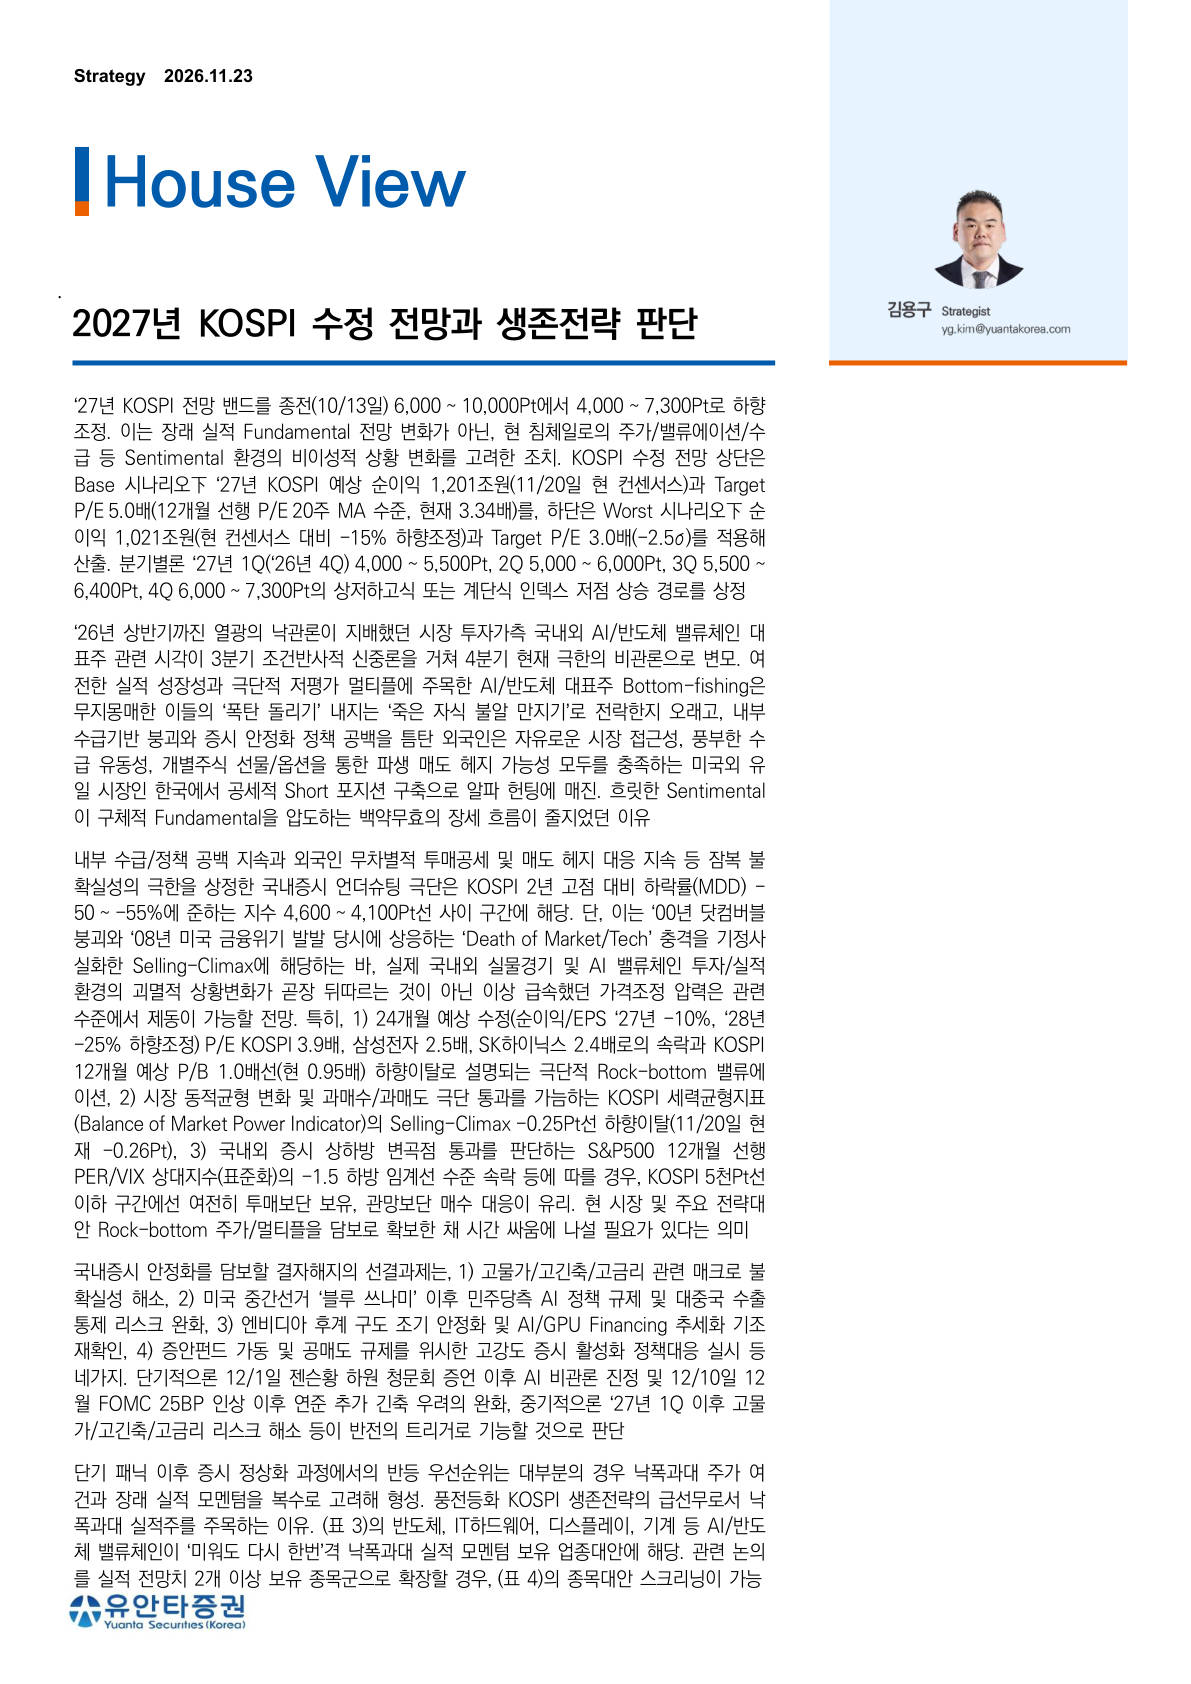 Strategy 2026.11.23
House View
김용구 Strategist
yg.kim@yuantakorea.com
2027년 KOSPI 수정 전망과 생존전략 판단
‘27년 KOSPI 전망 밴드를 종전(10/13일) 6,000 ~ 10,000Pt에서 4,000 ~ 7,300Pt로 하향
조정. 이는 장래 실적 Fundamental 전망 변화가 아닌, 현 침체일로의 주가/밸류에이션/수
급 등 Sentimental 환경의 비이성적 상황 변화를 고려한 조치. KOSPI 수정 전망 상단은
Base 시나리오下 ‘27년 KOSPI 예상 순이익 1,201조원(11/20일 현 컨센서스)과 Target
P/E 5.0배(12개월 선행 P/E 20주 MA 수준, 현재 3.34배)를, 하단은 Worst 시나리오下 순
이익 1,021조원(현 컨센서스 대비 -15% 하향조정)과 Target P/E 3.0배(-2.5σ)를 적용해
산출. 분기별론 ‘27년 1Q(‘26년 4Q) 4,000 ~ 5,500Pt, 2Q 5,000 ~ 6,000Pt, 3Q 5,500 ~
6,400Pt, 4Q 6,000 ~ 7,300Pt의 상저하고식 또는 계단식 인덱스 저점 상승 경로를 상정
‘26년 상반기까진 열광의 낙관론이 지배했던 시장 투자가측 국내외 AI/반도체 밸류체인 대
표주 관련 시각이 3분기 조건반사적 신중론을 거쳐 4분기 현재 극한의 비관론으로 변모. 여
전한 실적 성장성과 극단적 저평가 멀티플에 주목한 AI/반도체 대표주 Bottom-fishing은
무지몽매한 이들의 ‘폭탄 돌리기’ 내지는 ‘죽은 자식 불알 만지기’로 전락한지 오래고, 내부
수급기반 붕괴와 증시 안정화 정책 공백을 틈탄 외국인은 자유로운 시장 접근성, 풍부한 수
급 유동성, 개별주식 선물/옵션을 통한 파생 매도 헤지 가능성 모두를 충족하는 미국외 유
일 시장인 한국에서 공세적 Short 포지션 구축으로 알파 헌팅에 매진. 흐릿한 Sentimental
이 구체적 Fundamental을 압도하는 백약무효의 장세 흐름이 줄지었던 이유
내부 수급/정책 공백 지속과 외국인 무차별적 투매공세 및 매도 헤지 대응 지속 등 잠복 불
확실성의 극한을 상정한 국내증시 언더슈팅 극단은 KOSPI 2년 고점 대비 하락률(MDD) -
50 ~ -55%에 준하는 지수 4,600 ~ 4,100Pt선 사이 구간에 해당. 단, 이는 ‘00년 닷컴버블
붕괴와 ‘08년 미국 금융위기 발발 당시에 상응하는 ‘Death of Market/Tech’ 충격을 기정사
실화한 Selling-Climax에 해당하는 바, 실제 국내외 실물경기 및 AI 밸류체인 투자/실적
환경의 괴멸적 상황변화가 곧장 뒤따르는 것이 아닌 이상 급속했던 가격조정 압력은 관련
수준에서 제동이 가능할 전망. 특히, 1) 24개월 예상 수정(순이익/EPS ‘27년 -10%, ‘28년
-25% 하향조정) P/E KOSPI 3.9배, 삼성전자 2.5배, SK하이닉스 2.4배로의 속락과 KOSPI
12개월 예상 P/B 1.0배선(현 0.95배) 하향이탈로 설명되는 극단적 Rock-bottom 밸류에
이션, 2) 시장 동적균형 변화 및 과매수/과매도 극단 통과를 가늠하는 KOSPI 세력균형지표
(Balance of Market Power Indicator)의 Selling-Climax -0.25Pt선 하향이탈(11/20일 현
재 -0.26Pt), 3) 국내외 증시 상하방 변곡점 통과를 판단하는 S&P500 12개월 선행
PER/VIX 상대지수(표준화)의 -1.5 하방 임계선 수준 속락 등에 따를 경우, KOSPI 5천Pt선
이하 구간에선 여전히 투매보단 보유, 관망보단 매수 대응이 유리. 현 시장 및 주요 전략대
안 Rock-bottom 주가/멀티플을 담보로 확보한 채 시간 싸움에 나설 필요가 있다는 의미
국내증시 안정화를 담보할 결자해지의 선결과제는, 1) 고물가/고긴축/고금리 관련 매크로 불
확실성 해소, 2) 미국 중간선거 ‘블루 쓰나미’ 이후 민주당측 AI 정책 규제 및 대중국 수출
통제 리스크 완화, 3) 엔비디아 후계 구도 조기 안정화 및 AI/GPU Financing 추세화 기조
재확인, 4) 증안펀드 가동 및 공매도 규제를 위시한 고강도 증시 활성화 정책대응 실시 등
네가지. 단기적으론 12/1일 젠슨황 하원 청문회 증언 이후 AI 비관론 진정 및 12/10일 12
월 FOMC 25BP 인상 이후 연준 추가 긴축 우려의 완화, 중기적으론 ‘27년 1Q 이후 고물
가/고긴축/고금리 리스크 해소 등이 반전의 트리거로 기능할 것으로 판단
단기 패닉 이후 증시 정상화 과정에서의 반등 우선순위는 대부분의 경우 낙폭과대 주가 여
건과 장래 실적 모멘텀을 복수로 고려해 형성. 풍전등화 KOSPI 생존전략의 급선무로서 낙
폭과대 실적주를 주목하는 이유. (표 3)의 반도체, IT하드웨어, 디스플레이, 기계 등 AI/반도
체 밸류체인이 ‘미워도 다시 한번’격 낙폭과대 실적 모멘텀 보유 업종대안에 해당. 관련 논의
를 실적 전망치 2개 이상 보유 종목군으로 확장할 경우, (표 4)의 종목대안 스크리닝이 가능
유안타증권
Yuanta Securities (Korea)